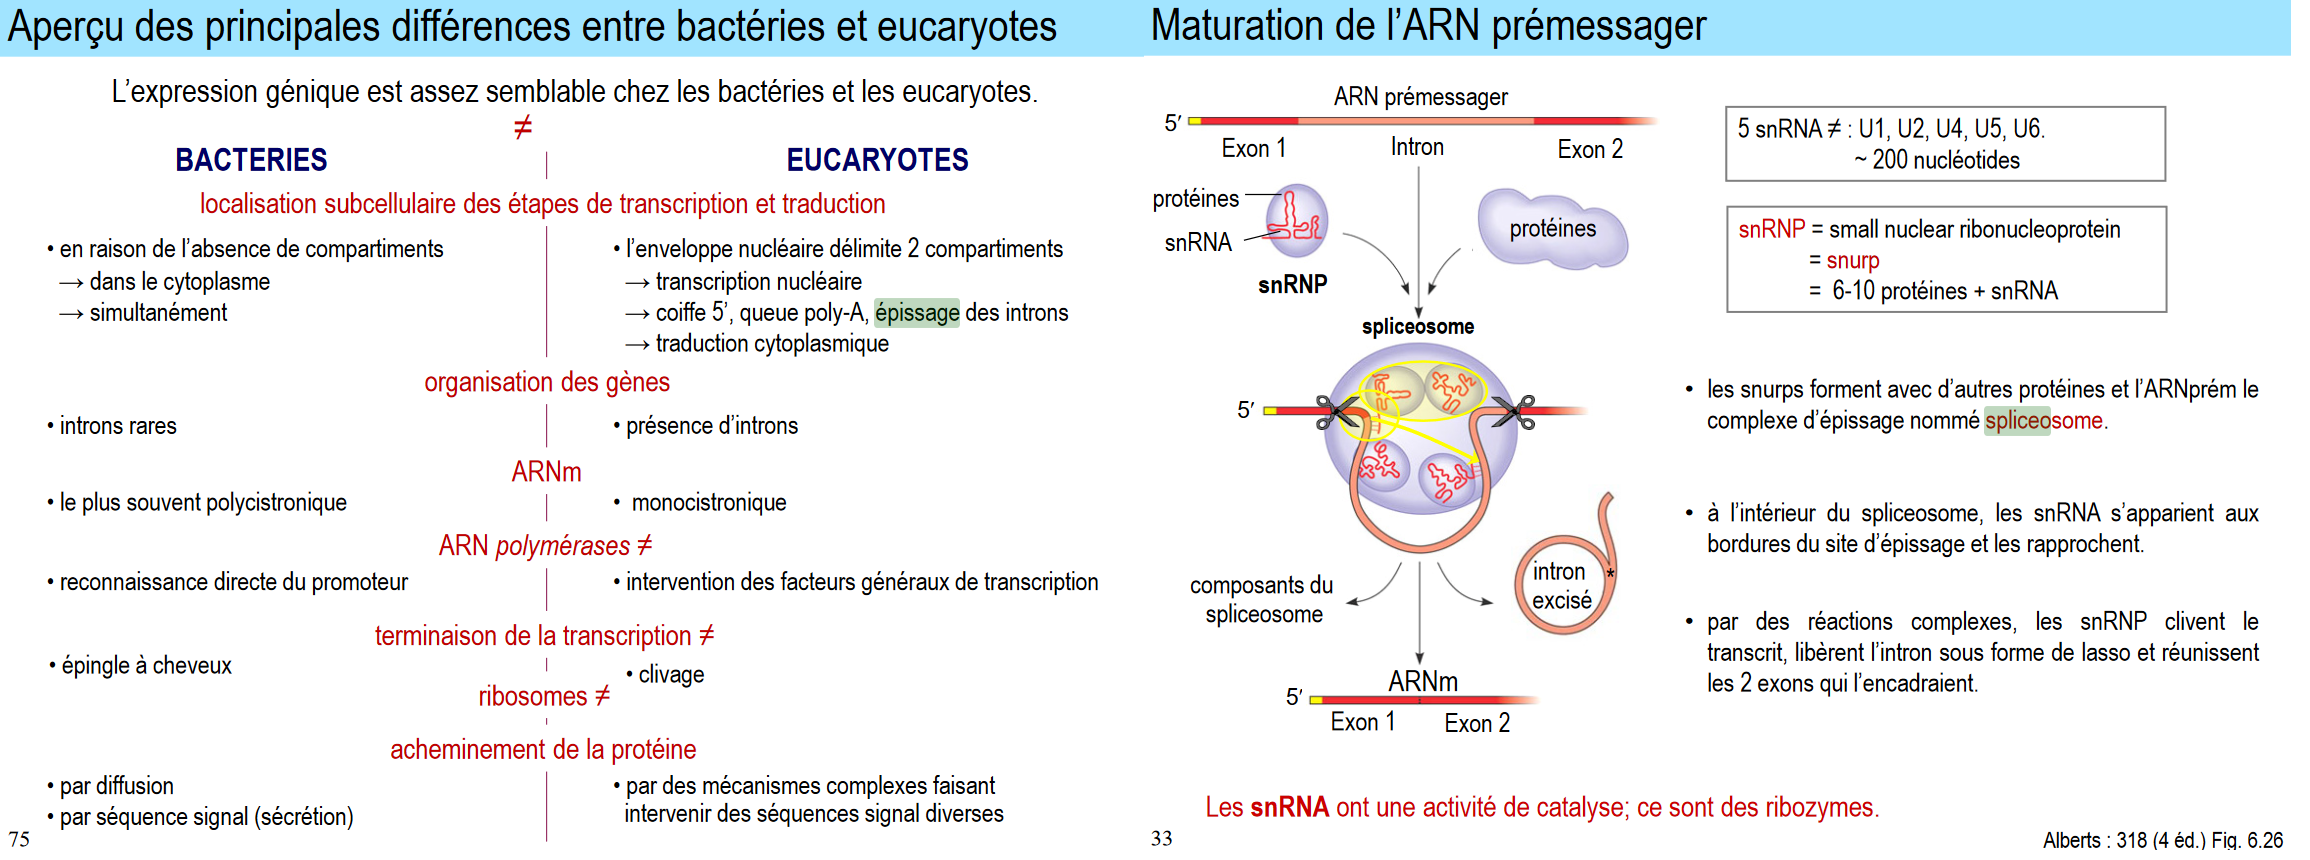 Aperçu des principales différences entre bactéries et eucaryotes
L’expression génique est assez semblable chez les bactéries et les eucaryotes.
≠
BACTERIES
EUCARYOTES
localisation subcellulaire des étapes de transcription et traduction
• en raison de l’absence de compartiments
→ dans le cytoplasme
→ simultanément
• l’enveloppe nucléaire délimite 2 compartiments
→ transcription nucléaire
→ coiffe 5’, queue poly-A, épissage des introns
→ traduction cytoplasmique
organisation des gènes
• introns rares
• présence d’introns
ARNm
• le plus souvent polycistronique
• monocistronique
ARN polymérases ≠
• reconnaissance directe du promoteur
• intervention des facteurs généraux de transcription
terminaison de la transcription ≠
• épingle à cheveux
• clivage
ribosomes ≠
acheminement de la protéine
• par diffusion
• par séquence signal (sécrétion)
• par des mécanismes complexes faisant
intervenir des séquences signal diverses
75
Maturation de l’ARN prémessager
ARN prémessager
5′
Exon 1
Intron
Exon 2
protéines
snRNA
snRNP
protéines
spliceosome
5′
intron
excisé
*
composants du
spliceosome
ARNm
5′
Exon 1
Exon 2
5 snRNA ≠ : U1, U2, U4, U5, U6.
~ 200 nucléotides
snRNP = small nuclear ribonucleoprotein
= snurp
= 6-10 protéines + snRNA
• les snurps forment avec d’autres protéines et l’ARNprém le
complexe d’épissage nommé spliceosome.
• à l’intérieur du spliceosome, les snRNA s’apparient aux
bordures du site d’épissage et les rapprochent.
• par des réactions complexes, les snRNP clivent le
transcrit, libèrent l’intron sous forme de lasso et réunissent
les 2 exons qui l’encadraient.
Les snRNA ont une activité de catalyse; ce sont des ribozymes.
33
Alberts : 318 (4 éd.) Fig. 6.26